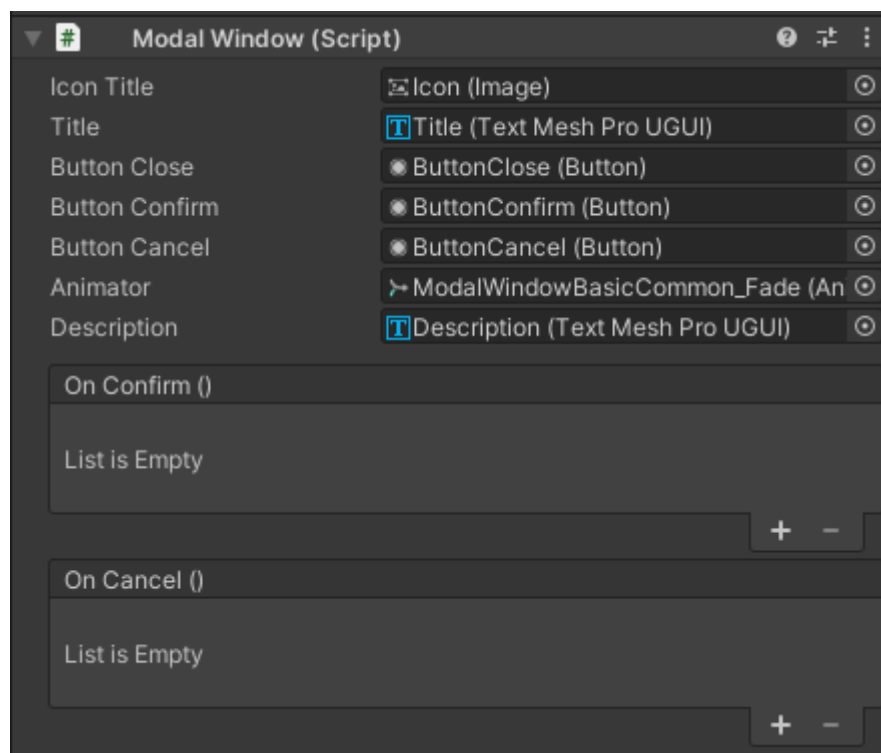 Modal Window (Script)
Icon Title Icon (Image)
Title Title (Text Mesh Pro UGUI)
Button Close ButtonClose (Button)
Button Confirm ButtonConfirm (Button)
Button Cancel ButtonCancel (Button)
Animator ModalWindowBasicCommon_Fade (An
Description Description (Text Mesh Pro UGUI)
On Confirm ()
List is Empty
+ −
On Cancel ()
List is Empty
+ −